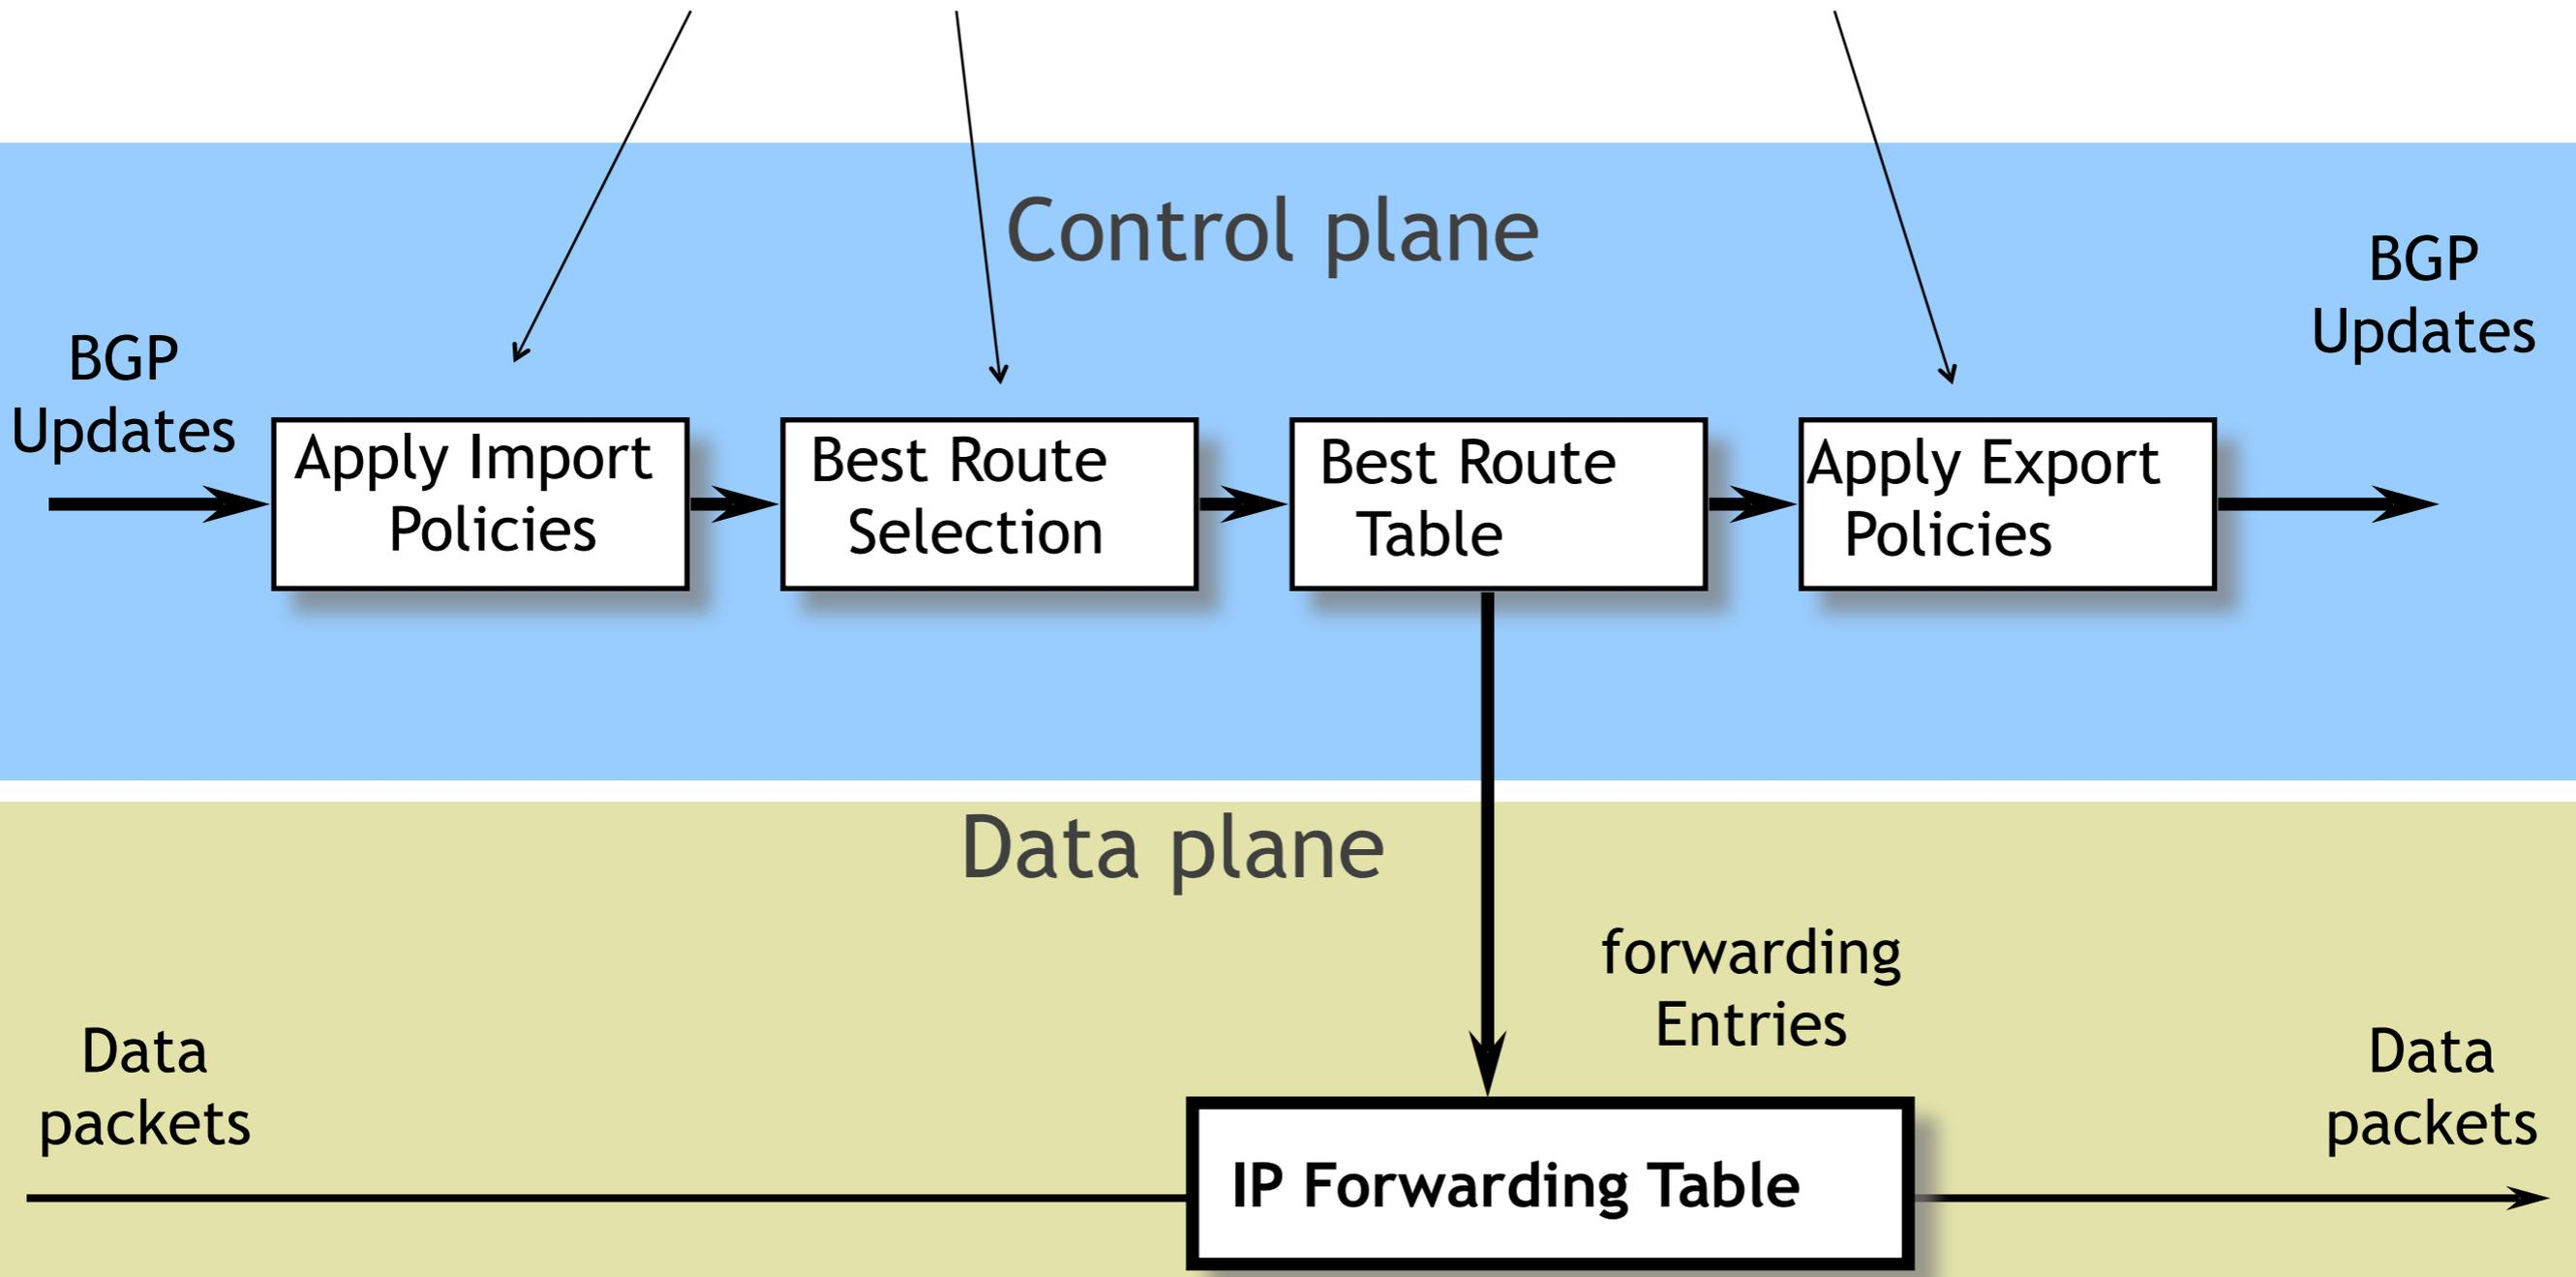 Control plane
BGP
Updates
BGP
Updates
Apply Import
Policies
Best Route
Selection
Best Route
Table
Apply Export
Policies
Data plane
forwarding
Entries
Data
packets
Data
packets
IP Forwarding Table